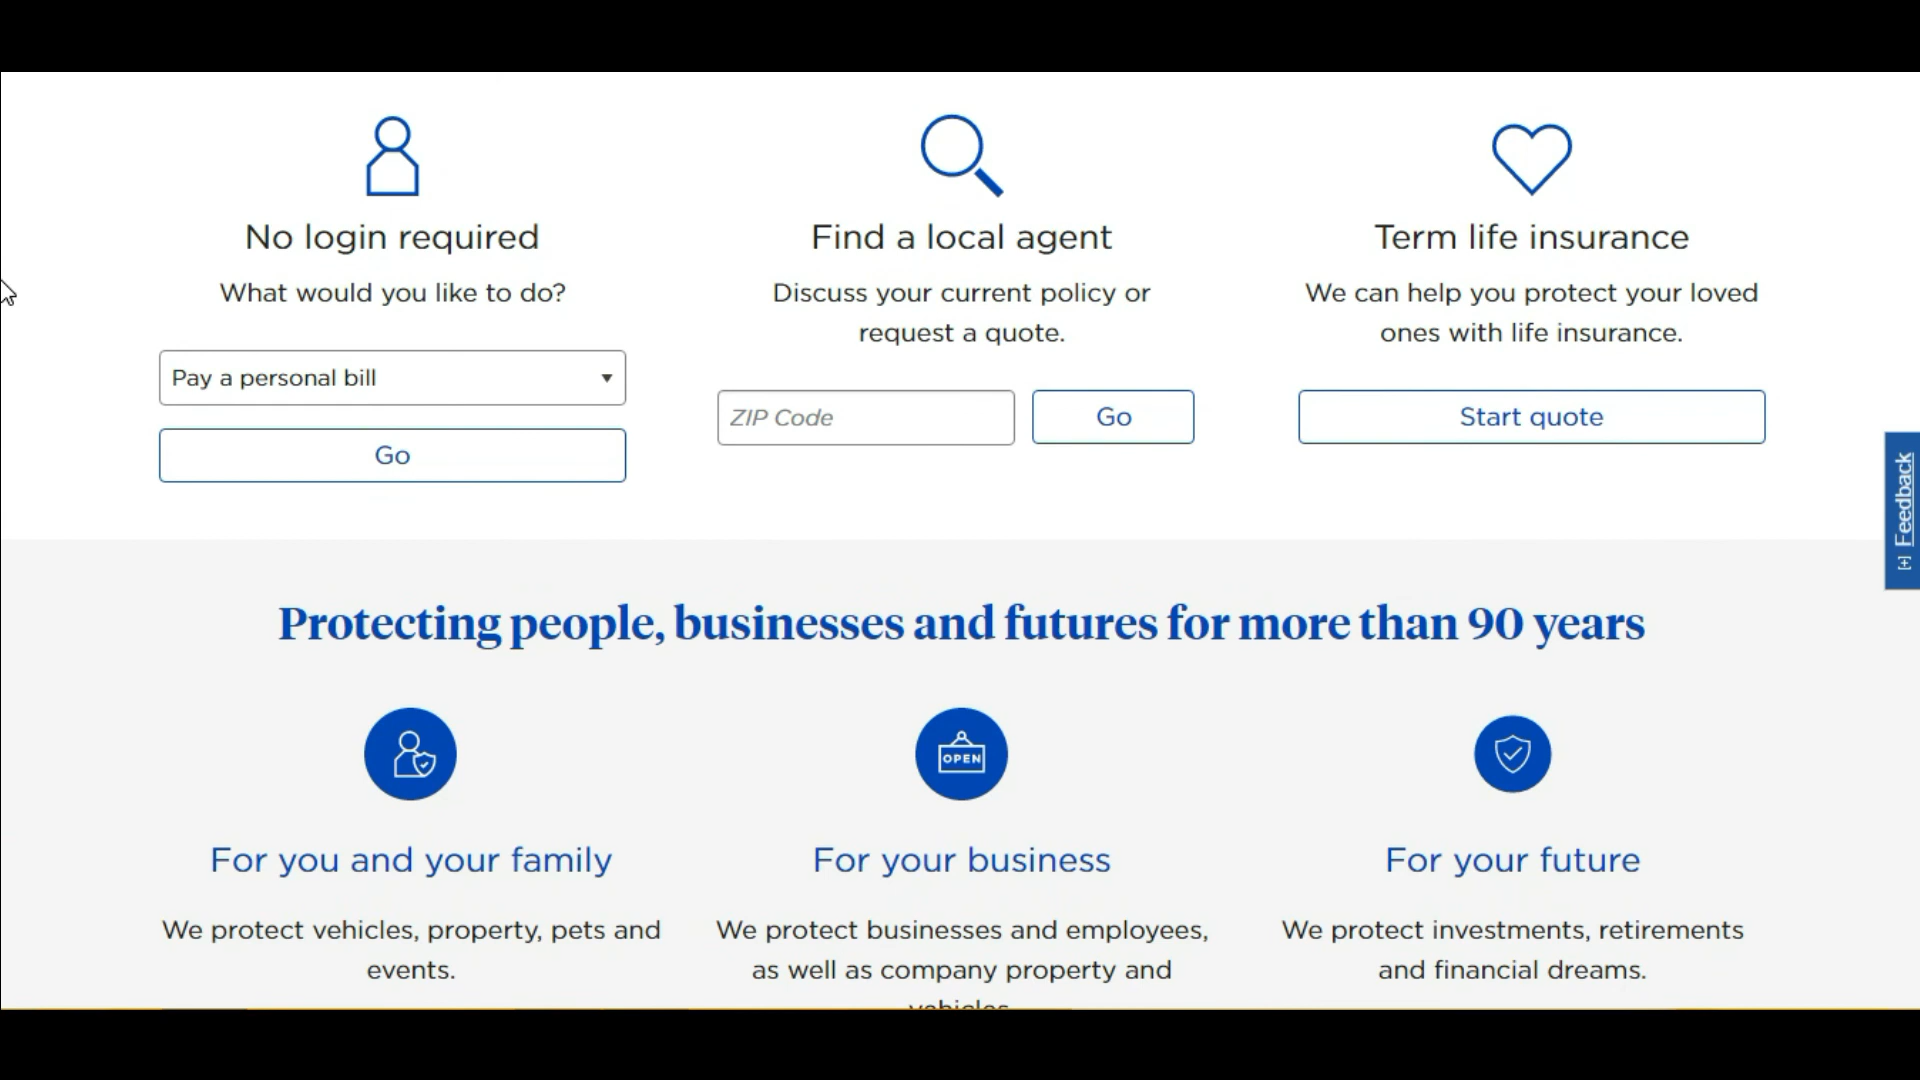 No login required
What would you like to do?
Pay a personal bill
Go
Find a local agent
Discuss your current policy or
request a quote.
ZIP Code
Go
Term life insurance
We can help you protect your loved
ones with life insurance.
Start quote
[+] Feedback
Protecting people, businesses and futures for more than 90 years
For you and your family
We protect vehicles, property, pets and
events.
OPEN
For your business
We protect businesses and employees,
as well as company property and
vehicles.
For your future
We protect investments, retirements
and financial dreams.